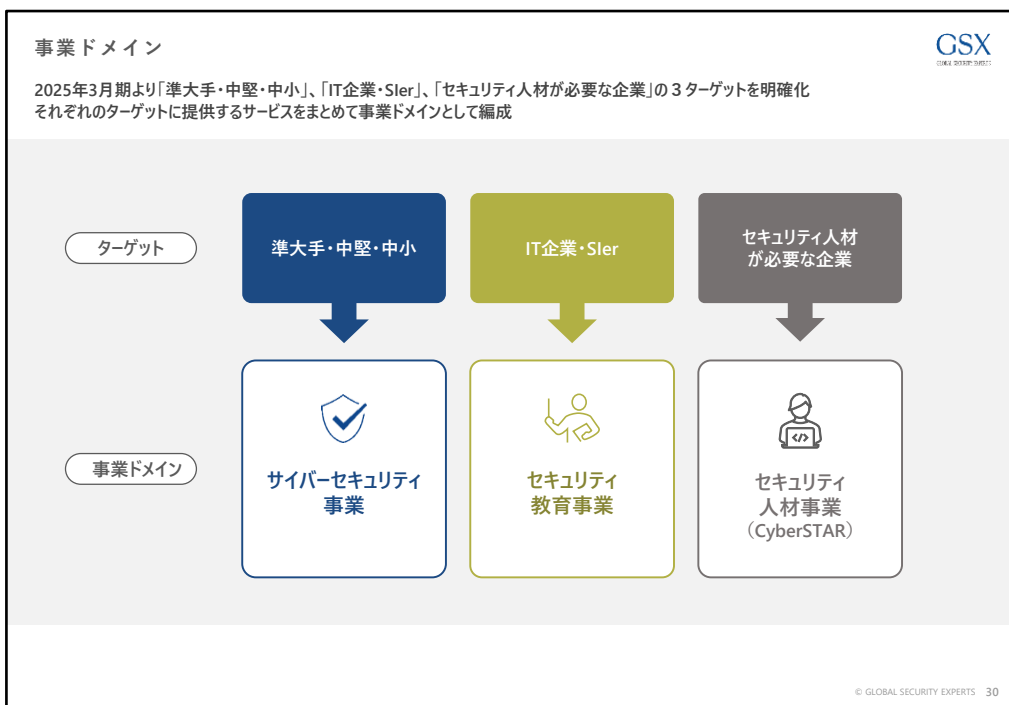 事業ドメイン
GSX
GLOBAL SECURITY EXPERTS
2025年3月期より「準大手・中堅・中小」、「IT企業・SIer」、「セキュリティ人材が必要な企業」の３ターゲットを明確化
それぞれのターゲットに提供するサービスをまとめて事業ドメインとして編成
ターゲット
準大手・中堅・中小
IT企業・SIer
セキュリティ人材
が必要な企業
事業ドメイン
サイバーセキュリティ
事業
セキュリティ
教育事業
セキュリティ
人材事業
（CyberSTAR）
© GLOBAL SECURITY EXPERTS 30